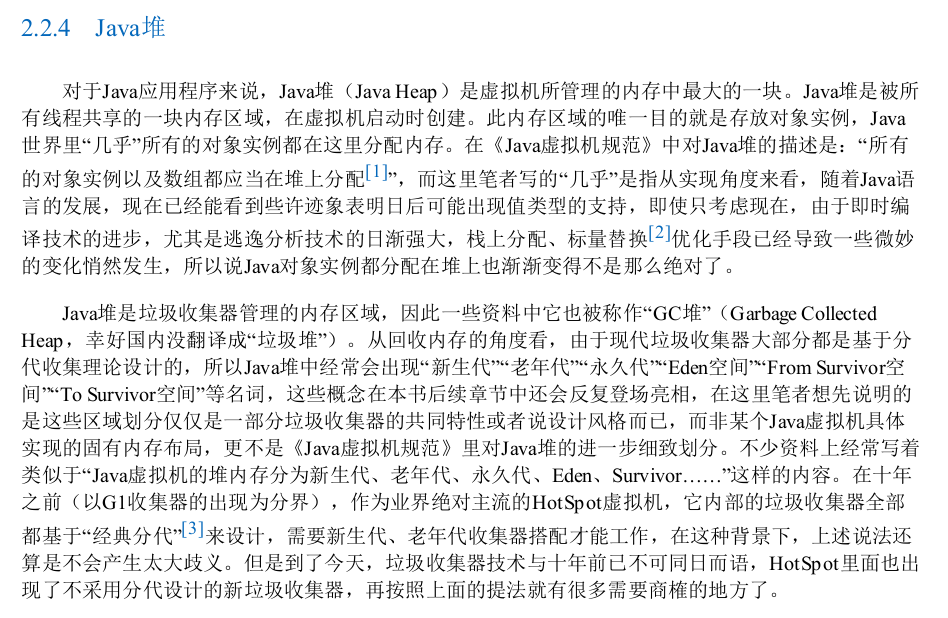 2.2.4 Java堆
对于Java应用程序来说，Java堆（Java Heap）是虚拟机所管理的内存中最大的一块。Java堆是被所
有线程共享的一块内存区域，在虚拟机启动时创建。此内存区域的唯一目的就是存放对象实例，Java
世界里“几乎”所有的对象实例都在这里分配内存。在《Java虚拟机规范》中对Java堆的描述是：“所有
的对象实例以及数组都应当在堆上分配[1]”，而这里笔者写的“几乎”是指从实现角度来看，随着Java语
言的发展，现在已经能看到些许迹象表明日后可能出现值类型的支持，即使只考虑现在，由于即时编
译技术的进步，尤其是逃逸分析技术的日渐强大，栈上分配、标量替换[2]优化手段已经导致一些微妙
的变化悄然发生，所以说Java对象实例都分配在堆上也渐渐变得不是那么绝对了。
Java堆是垃圾收集器管理的内存区域，因此一些资料中它也被称作“GC堆”（Garbage Collected
Heap，幸好国内没翻译成“垃圾堆”）。从回收内存的角度看，由于现代垃圾收集器大部分都是基于分
代收集理论设计的，所以Java堆中经常会出现“新生代”“老年代”“永久代”“Eden空间”“From Survivor空
间”“To Survivor空间”等名词，这些概念在本书后续章节中还会反复登场亮相，在这里笔者想先说明的
是这些区域划分仅仅是一部分垃圾收集器的共同特性或者说设计风格而已，而非某个Java虚拟机具体
实现的固有内存布局，更不是《Java虚拟机规范》里对Java堆的进一步细致划分。不少资料上经常写着
类似于“Java虚拟机的堆内存分为新生代、老年代、永久代、Eden、Survivor……”这样的内容。在十年
之前（以G1收集器的出现为分界），作为业界绝对主流的HotSpot虚拟机，它内部的垃圾收集器全部
都基于“经典分代”[3]来设计，需要新生代、老年代收集器搭配才能工作，在这种背景下，上述说法还
算是不会产生太大歧义。但是到了今天，垃圾收集器技术与十年前已不可同日而语，HotSpot里面也出
现了不采用分代设计的新垃圾收集器，再按照上面的提法就有很多需要商榷的地方了。